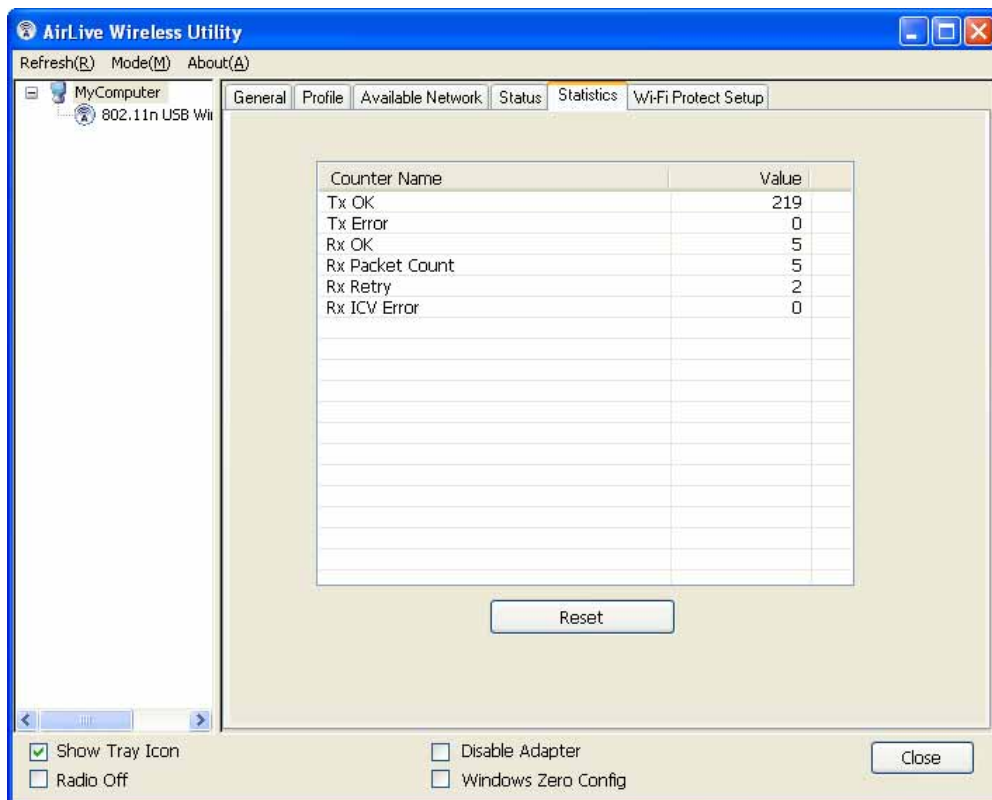 AirLive Wireless Utility
Refresh(R) Mode(M) About(A)
MyComputer
802.11n USB
General Profile Available Network Status Statistics Wi-Fi Protect Setup
Counter Name Value
Tx OK 219
Tx Error 0
Rx OK 5
Rx Packet Count 5
Rx Retry 2
Rx ICV Error 0
Reset
Show Tray Icon
Radio Off
Disable Adapter
Windows Zero Config
Close